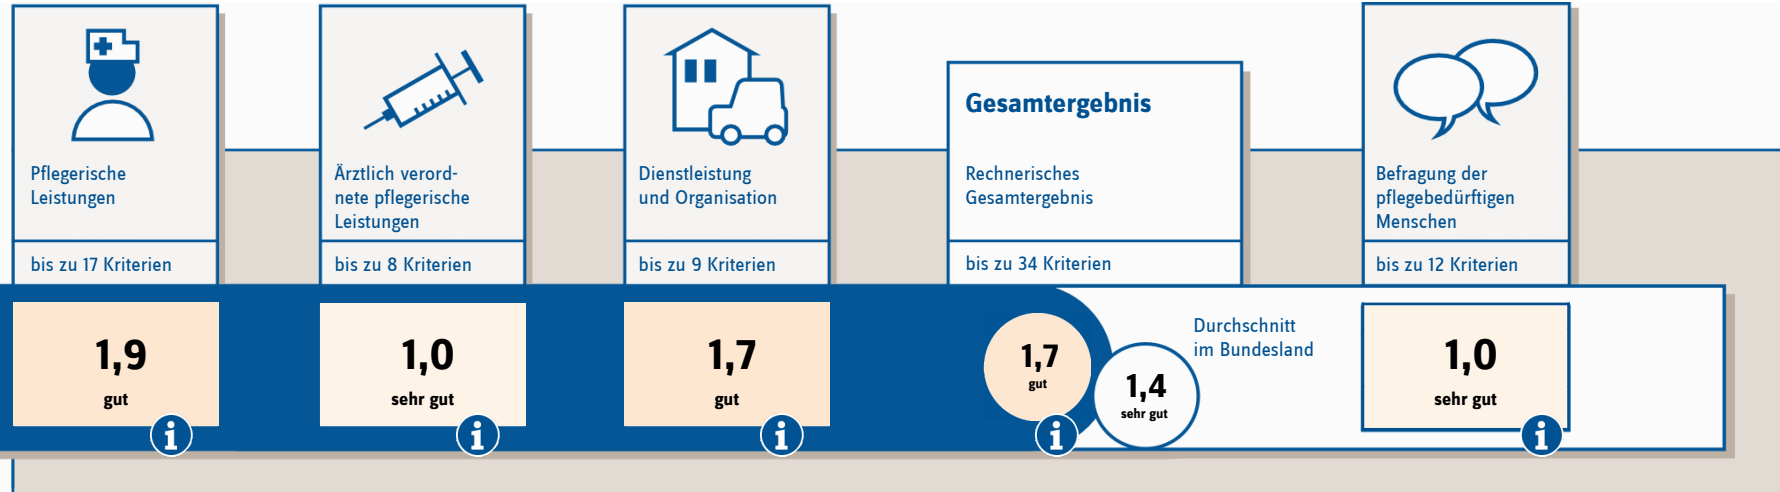 Pflegerische
Leistungen
bis zu 17 Kriterien
1,9
gut
i
Ärztlich verord-
nete pflegerische
Leistungen
bis zu 8 Kriterien
1,0
sehr gut
i
Dienstleistung
und Organisation
bis zu 9 Kriterien
1,7
gut
i
Gesamtergebnis
Rechnerisches
Gesamtergebnis
bis zu 34 Kriterien
1,7
gut
i
1,4
sehr gut
Durchschnitt
im Bundesland
Befragung der
pflegebedürftigen
Menschen
bis zu 12 Kriterien
1,0
sehr gut
i